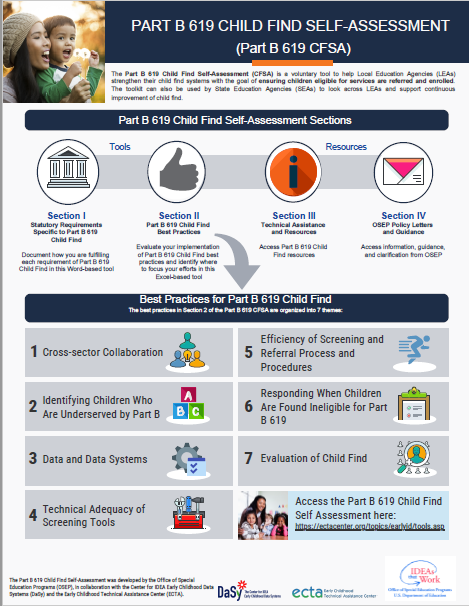 PART B 619 CHILD FIND SELF-ASSESSMENT
(Part B 619 CFSA)
The Part B 619 Child Find Self-Assessment (CFSA) is a voluntary tool to help Local Education Agencies (LEAs)
strengthen their child find systems with the goal of ensuring children eligible for services are referred and enrolled.
The toolkit can also be used by State Education Agencies (SEAs) to look across LEAs and support continuous
improvement of child find.
Part B 619 Child Find Self-Assessment Sections
Tools
Resources
Section I
Statutory Requirements
Specific to Part B 619
Child Find
Document how you are fulfilling
each requirement of Part B 619
Child Find in this Word-based tool
Section II
Part B 619 Child Find
Best Practices
Evaluate your implementation
of Part B 619 Child Find best
practices and identify where
to focus your efforts in this
Excel-based tool
Section III
Technical Assistance
and Resources
Access Part B 619 Child
Find resources
Section IV
OSEP Policy Letters
and Guidance
Access information, guidance,
and clarification from OSEP
Best Practices for Part B 619 Child Find
The best practices in Section 2 of the Part B 619 CFSA are organized into 7 themes:
1 Cross-sector Collaboration
2 Identifying Children Who
Are Underserved by Part B
A
B C
3 Data and Data Systems
4 Technical Adequacy of
Screening Tools
5 Efficiency of Screening and
Referral Process and
Procedures
6 Responding When Children
Are Found Ineligible for Part
B 619
7 Evaluation of Child Find
Access the Part B 619 Child Find
Self Assessment here:
https://ectacenter.org/topics/earlyid/tools.asp
The Part B 619 Child Find Self-Assessment was developed by the Office of Special
Education Programs (OSEP), in collaboration with the Center for IDEA Early Childhood Data
Systems (DaSy) and the Early Childhood Technical Assistance Center (ECTA).
DaSy The Center for IDEA
Early Childhood Data Systems
ecta Early Childhood
Technical Assistance Center
IDEAs
that Work
Office of Special Education Programs
U.S. Department of Education